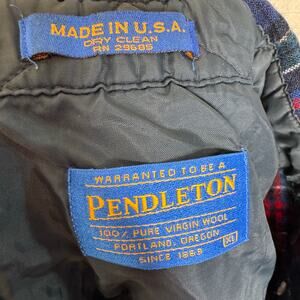 MADE IN U.S.A.
DRY CLEAN
RN 29685
WARRANTED TO BE A
PENDLETON
100% PURE VIRGIN WOOL
PORTLAND, OREGON
XL
SINCE 1863